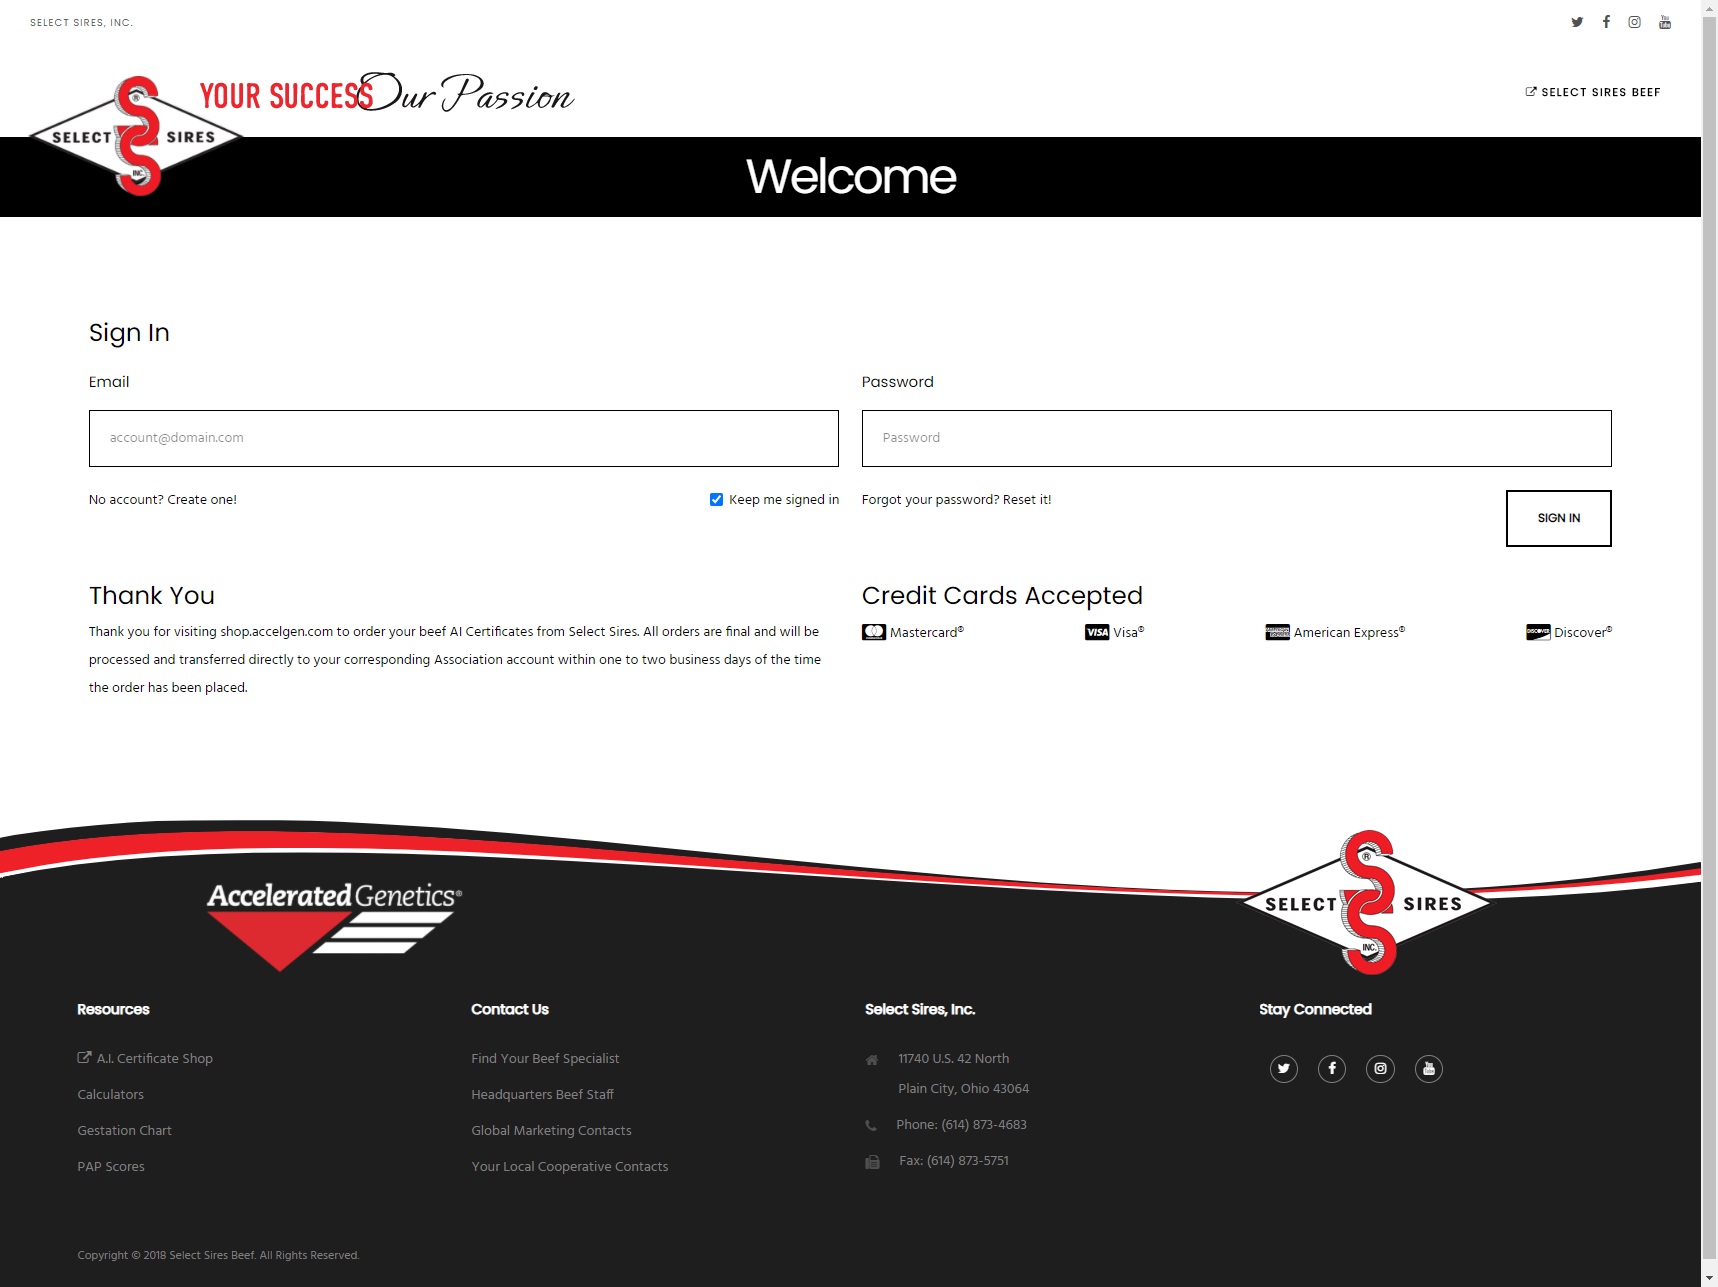 SELECT SIRES, INC.
YOUR SUCCESS Our Passion
SELECT SIRES BEEF
SELECT SIRES
INC.
®
Welcome
Sign In
Email
Password
account@domain.com
Password
No account? Create one!
Keep me signed in
Forgot your password? Reset it!
SIGN IN
Thank You
Thank you for visiting shop.accelgen.com to order your beef AI Certificates from Select Sires. All orders are final and will be
processed and transferred directly to your corresponding Association account within one to two business days of the time
the order has been placed.
Credit Cards Accepted
Mastercard®
VISA Visa®
American Express®
DISCOVER Discover®
Accelerated Genetics®
®
SELECT SIRES
INC.
Resources
A.I. Certificate Shop
Calculators
Gestation Chart
PAP Scores
Contact Us
Find Your Beef Specialist
Headquarters Beef Staff
Global Marketing Contacts
Your Local Cooperative Contacts
Select Sires, Inc.
11740 U.S. 42 North
Plain City, Ohio 43064
Phone: (614) 873-4683
Fax: (614) 873-5751
Stay Connected
Copyright © 2018 Select Sires Beef. All Rights Reserved.